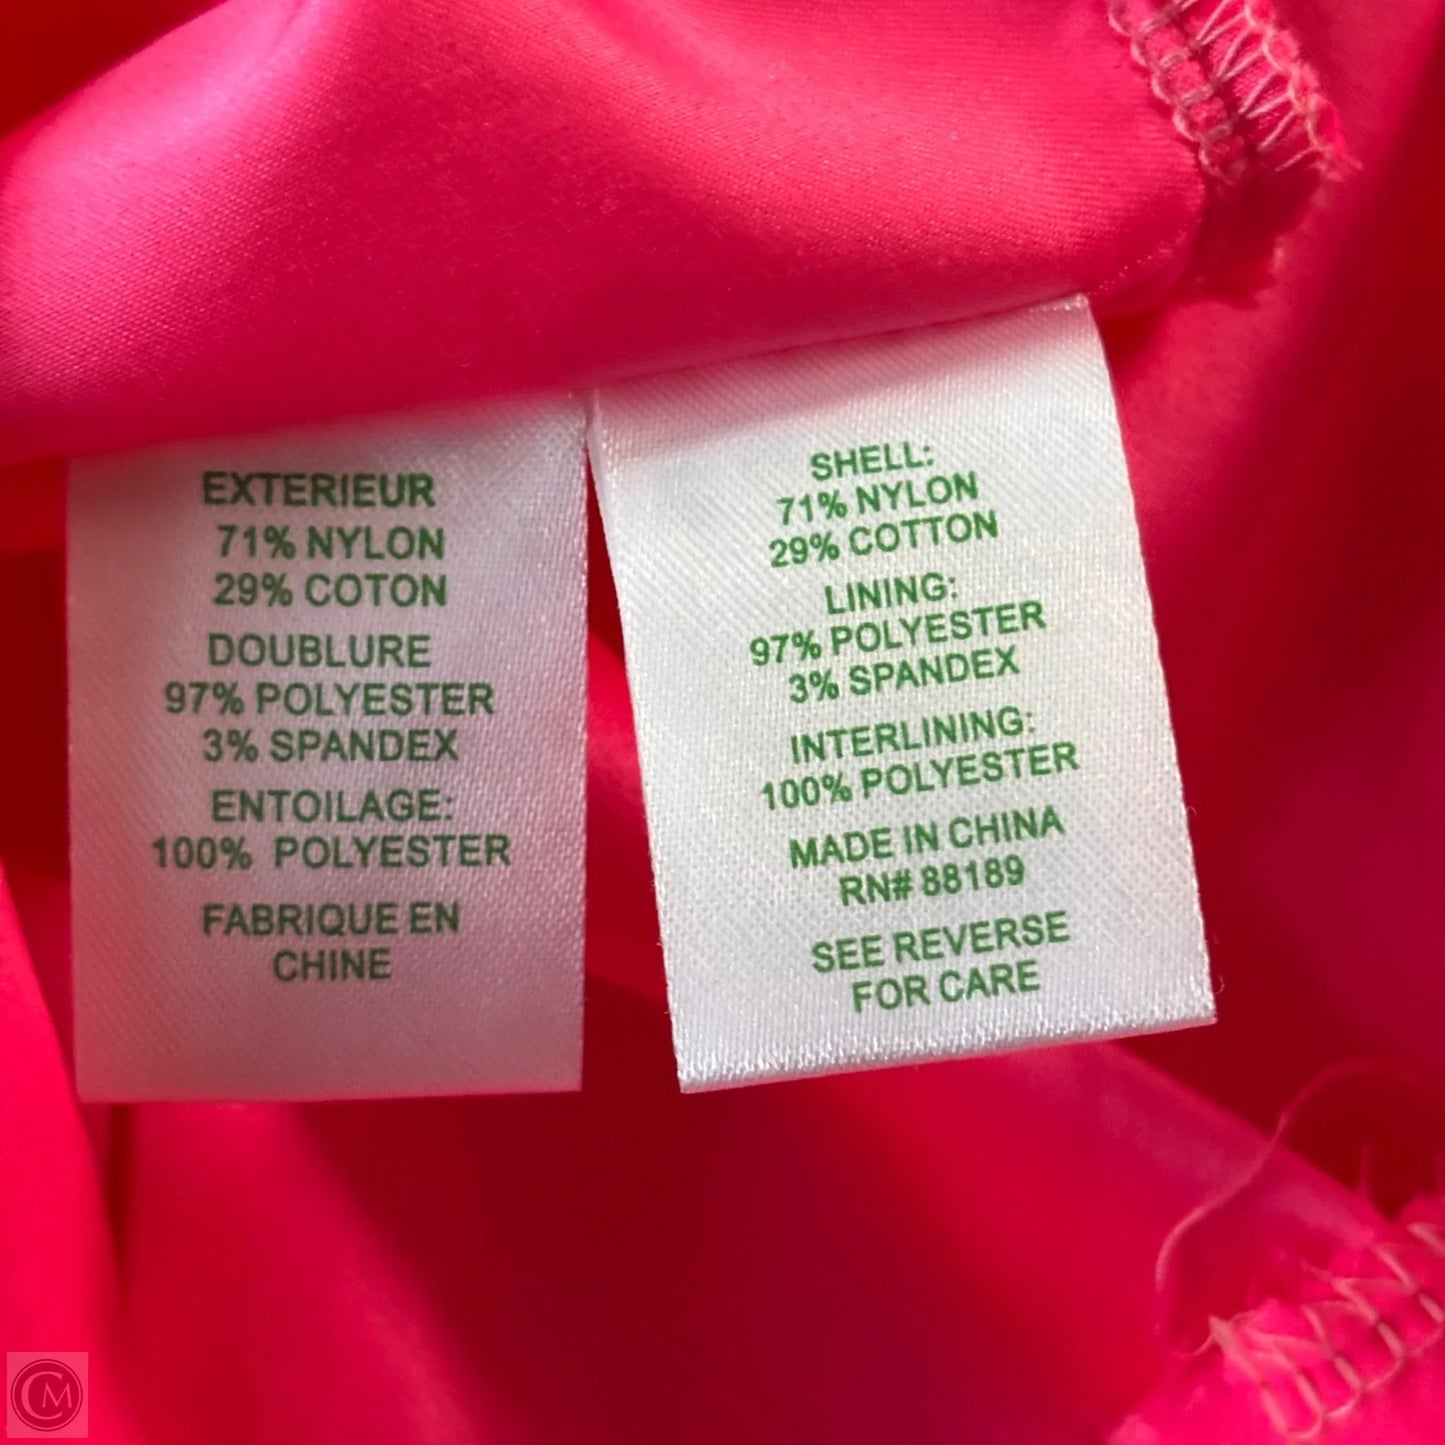 EXTERIEUR
71% NYLON
29% COTON
DOUBLURE
97% POLYESTER
3% SPANDEX
ENTOILAGE:
100% POLYESTER
FABRIQUE EN
CHINE
SHELL:
71% NYLON
29% COTTON
LINING:
97% POLYESTER
3% SPANDEX
INTERLINING:
100% POLYESTER
MADE IN CHINA
RN# 88189
SEE REVERSE
FOR CARE
CM